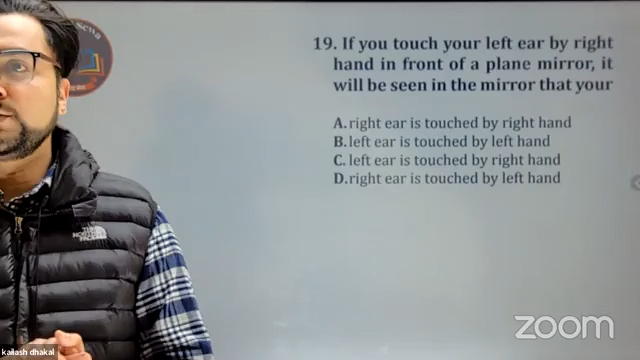 19. If you touch your left ear by right
hand in front of a plane mirror, it
will be seen in the mirror that your
A. right ear is touched by right hand
B. left ear is touched by left hand
C. left ear is touched by right hand
D. right ear is touched by left hand
THE
NORTH
FACE
zoom
kailash dhakal